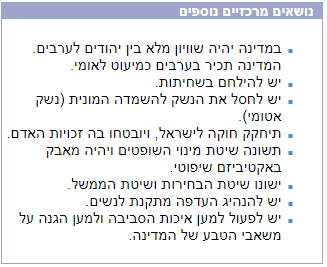 נושאים מרכזיים נוספים
במדינה יהיה שוויון מלא בין יהודים לערבים.
המדינה תכיר בערבים כמיעוט לאומי.
יש להילחם בשחיתות.
יש לחסל את הנשק להשמדה המונית (נשק
אטומי).
תיחקק חוקה לישראל, ויובטחו בה זכויות האדם.
תשונה שיטת מינוי השופטים ויהיה מאבק
באקטיביזם שיפוטי.
ישונו שיטת הבחירות ושיטת הממשל.
יש להנהיג העדפה מתקנת לנשים.
יש לפעול למען איכות הסביבה ולמען הגנה על
משאבי הטבע של המדינה.